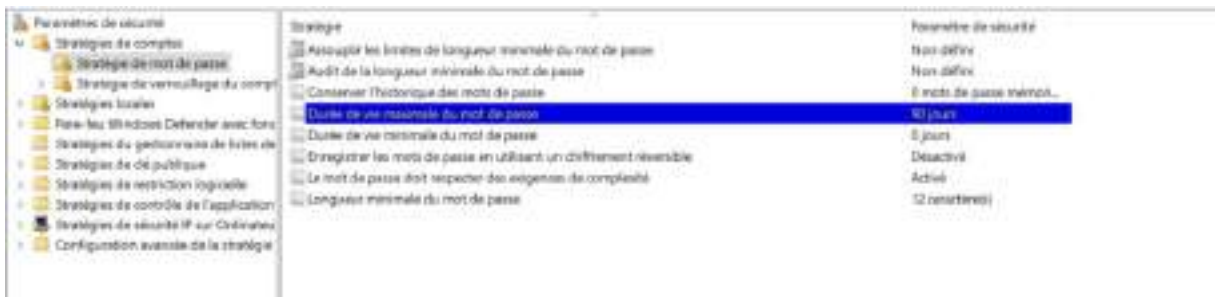 Paramètres de sécurité
Stratégies de comptes
Stratégie de mot de passe
Stratégie de verrouillage du compt
Stratégies locales
Pare-feu Windows Defender avec fonc
Stratégies du gestionnaire de listes de
Stratégies de clé publique
Stratégies de restriction logicielle
Stratégies de contrôle de l'application
Stratégies de sécurité IP sur Ordinateu
Configuration avancée de la stratégie
Stratégie Paramètre de sécurité
Assouplir les limites de longueur minimale du mot de passe Non défini
Audit de la longueur minimale du mot de passe Non défini
Conserver l'historique des mots de passe 0 mots de passe mémori...
Durée de vie maximale du mot de passe 90 jours
Durée de vie minimale du mot de passe 0 jours
Enregistrer les mots de passe en utilisant un chiffrement réversible Désactivé
Le mot de passe doit respecter des exigences de complexité Activé
Longueur minimale du mot de passe 12 caractère(s)